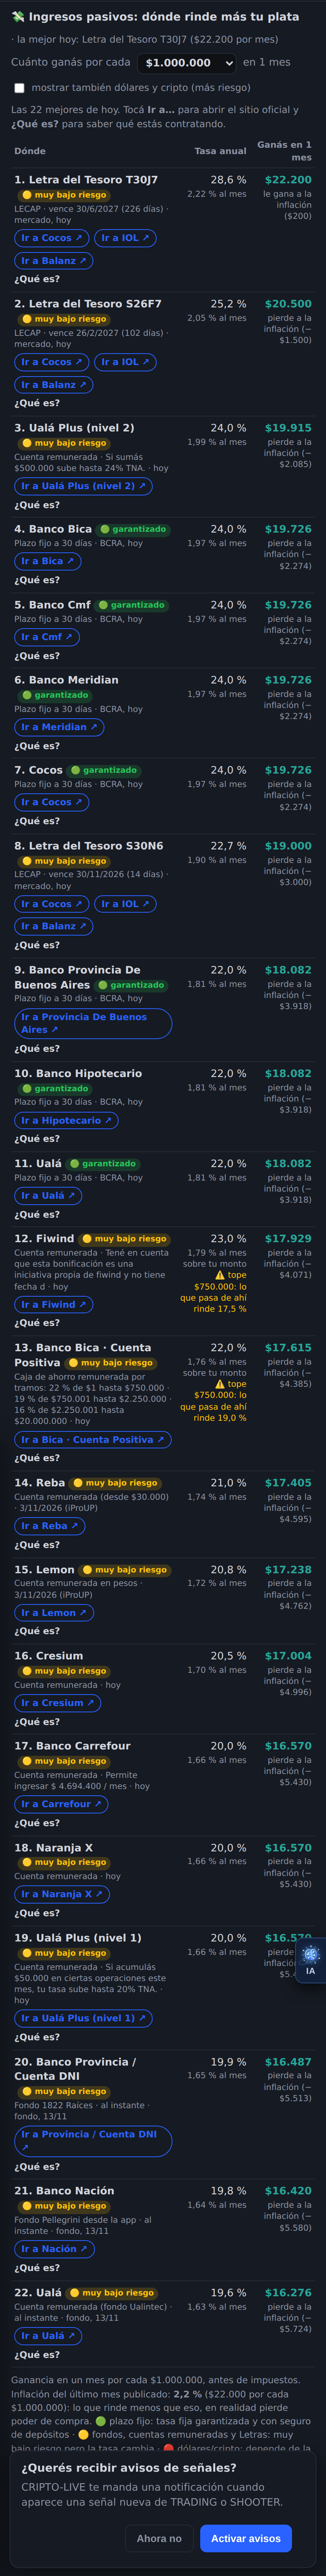 💸 Ingresos pasivos: dónde rinde más tu plata
· la mejor hoy: Letra del Tesoro T30J7 ($22.200 por mes)
Cuánto ganás por cada $1.000.000 en 1 mes
mostrar también dólares y cripto (más riesgo)
Las 22 mejores de hoy. Tocá Ir a… para abrir el sitio oficial y
¿Qué es? para saber qué estás contratando.
Dónde Tasa anual Ganás en 1 mes
1. Letra del Tesoro T30J7 28,6 % $22.200
🟡 muy bajo riesgo 2,22 % al mes le gana a la inflación ($200)
LECAP · vence 30/6/2027 (226 días) ·
mercado, hoy
Ir a Cocos ↗ Ir a IOL ↗
Ir a Balanz ↗
¿Qué es?
2. Letra del Tesoro S26F7 25,2 % $20.500
🟡 muy bajo riesgo 2,05 % al mes pierde a la inflación (−$1.500)
LECAP · vence 26/2/2027 (102 días) ·
mercado, hoy
Ir a Cocos ↗ Ir a IOL ↗
Ir a Balanz ↗
¿Qué es?
3. Ualá Plus (nivel 2) 24,0 % $19.915
🟡 muy bajo riesgo 1,99 % al mes pierde a la inflación (−$2.085)
Cuenta remunerada · Si sumás
$500.000 sube hasta 24% TNA. · hoy
Ir a Ualá Plus (nivel 2) ↗
¿Qué es?
4. Banco Bica 🟢 garantizado 24,0 % $19.726
Plazo fijo a 30 días · BCRA, hoy 1,97 % al mes pierde a la inflación (−$2.274)
Ir a Bica ↗
¿Qué es?
5. Banco Cmf 🟢 garantizado 24,0 % $19.726
Plazo fijo a 30 días · BCRA, hoy 1,97 % al mes pierde a la inflación (−$2.274)
Ir a Cmf ↗
¿Qué es?
6. Banco Meridian 24,0 % $19.726
🟢 garantizado 1,97 % al mes pierde a la inflación (−$2.274)
Plazo fijo a 30 días · BCRA, hoy
Ir a Meridian ↗
¿Qué es?
7. Cocos 🟢 garantizado 24,0 % $19.726
Plazo fijo a 30 días · BCRA, hoy 1,97 % al mes pierde a la inflación (−$2.274)
Ir a Cocos ↗
¿Qué es?
8. Letra del Tesoro S30N6 22,7 % $19.000
🟡 muy bajo riesgo 1,90 % al mes pierde a la inflación (−$3.000)
LECAP · vence 30/11/2026 (14 días) ·
mercado, hoy
Ir a Cocos ↗ Ir a IOL ↗
Ir a Balanz ↗
¿Qué es?
9. Banco Provincia De 22,0 % $18.082
Buenos Aires 🟢 garantizado 1,81 % al mes pierde a la inflación (−$3.918)
Plazo fijo a 30 días · BCRA, hoy
Ir a Provincia De Buenos
Aires ↗
¿Qué es?
10. Banco Hipotecario 22,0 % $18.082
🟢 garantizado 1,81 % al mes pierde a la inflación (−$3.918)
Plazo fijo a 30 días · BCRA, hoy
Ir a Hipotecario ↗
¿Qué es?
11. Ualá 🟢 garantizado 22,0 % $18.082
Plazo fijo a 30 días · BCRA, hoy 1,81 % al mes pierde a la inflación (−$3.918)
Ir a Ualá ↗
¿Qué es?
12. Fiwind 🟡 muy bajo riesgo 23,0 % $17.929
Cuenta remunerada · Tené en cuenta 1,79 % al mes pierde a la inflación (−$4.071)
que esta bonificación es una sobre tu monto
iniciativa propia de fiwind y no tiene ⚠ tope
fecha d · hoy $750.000: lo
Ir a Fiwind ↗ que pasa de ahí
rinde 17,5 %
¿Qué es?
13. Banco Bica · Cuenta 22,0 % $17.615
Positiva 🟡 muy bajo riesgo 1,76 % al mes pierde a la inflación (−$4.385)
Caja de ahorro remunerada por sobre tu monto
tramos: 22 % de $1 hasta $750.000 · ⚠ tope
19 % de $750.001 hasta $2.250.000 · $750.000: lo
16 % de $2.250.001 hasta que pasa de ahí
$20.000.000 · hoy rinde 19,0 %
Ir a Bica · Cuenta Positiva ↗
¿Qué es?
14. Reba 🟡 muy bajo riesgo 21,0 % $17.405
Cuenta remunerada (desde $30.000) 1,74 % al mes pierde a la inflación (−$4.595)
· 3/11/2026 (iProUP)
Ir a Reba ↗
¿Qué es?
15. Lemon 🟡 muy bajo riesgo 20,8 % $17.238
Cuenta remunerada en pesos · 1,72 % al mes pierde a la inflación (−$4.762)
3/11/2026 (iProUP)
Ir a Lemon ↗
¿Qué es?
16. Cresium 20,5 % $17.004
🟡 muy bajo riesgo 1,70 % al mes pierde a la inflación (−$4.996)
Cuenta remunerada · hoy
Ir a Cresium ↗
¿Qué es?
17. Banco Carrefour 20,0 % $16.570
🟡 muy bajo riesgo 1,66 % al mes pierde a la inflación (−$5.430)
Cuenta remunerada · Permite
ingresar $ 4.694.400 / mes · hoy
Ir a Carrefour ↗
¿Qué es?
18. Naranja X 20,0 % $16.570
🟡 muy bajo riesgo 1,66 % al mes pierde a la inflación (−$5.430)
Cuenta remunerada · hoy
Ir a Naranja X ↗
¿Qué es?
19. Ualá Plus (nivel 1) 20,0 %
🟡 muy bajo riesgo 1,66 % al mes
IA
Cuenta remunerada · Si acumulás
$50.000 en ciertas operaciones este
mes, tu tasa sube hasta 20% TNA. ·
hoy
Ir a Ualá Plus (nivel 1) ↗
¿Qué es?
20. Banco Provincia / 19,9 % $16.487
Cuenta DNI 1,65 % al mes pierde a la inflación (−$5.513)
🟡 muy bajo riesgo
Fondo 1822 Raíces · al instante ·
fondo, 13/11
Ir a Provincia / Cuenta DNI
↗
¿Qué es?
21. Banco Nación 19,8 % $16.420
🟡 muy bajo riesgo 1,64 % al mes pierde a la inflación (−$5.580)
Fondo Pellegrini desde la app · al
instante · fondo, 13/11
Ir a Nación ↗
¿Qué es?
22. Ualá 🟡 muy bajo riesgo 19,6 % $16.276
Cuenta remunerada (fondo Ualintec) · 1,63 % al mes pierde a la inflación (−$5.724)
al instante · fondo, 13/11
Ir a Ualá ↗
¿Qué es?
Ganancia en un mes por cada $1.000.000, antes de impuestos.
Inflación del último mes publicado: 2,2 % ($22.000 por cada
$1.000.000): lo que rinde menos que eso, en realidad pierde
poder de compra. 🟢 plazo fijo: tasa fija garantizada y con seguro
de depósitos · 🟡 fondos, cuentas remuneradas y Letras: muy
bajo riesgo pero la tasa cambia · 🔴 dólares/cripto: depende de la
¿Querés recibir avisos de señales?
CRIPTO-LIVE te manda una notificación cuando
aparece una señal nueva de TRADING o SHOOTER.
Ahora no Activar avisos